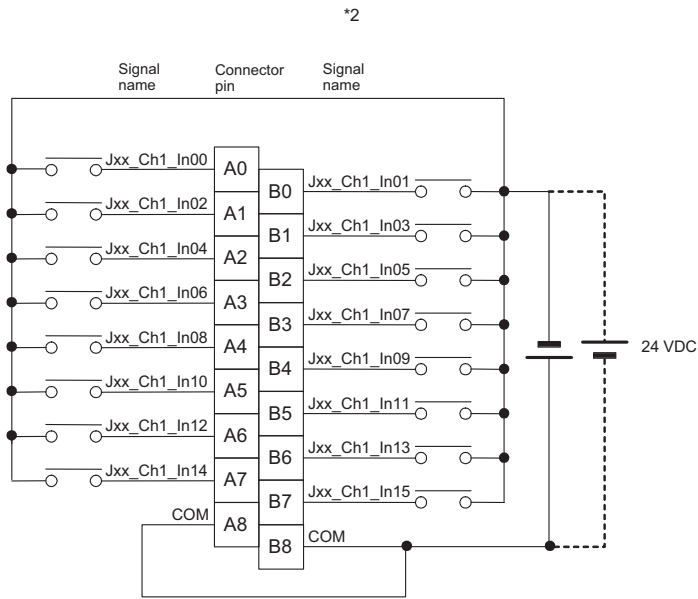 *2
Signal name
Connector pin
Signal name
Jxx_Ch1_In00
A0
B0
Jxx_Ch1_In01
Jxx_Ch1_In02
A1
B1
Jxx_Ch1_In03
Jxx_Ch1_In04
A2
B2
Jxx_Ch1_In05
Jxx_Ch1_In06
A3
B3
Jxx_Ch1_In07
24 VDC
Jxx_Ch1_In08
A4
B4
Jxx_Ch1_In09
Jxx_Ch1_In10
A5
B5
Jxx_Ch1_In11
Jxx_Ch1_In12
A6
B6
Jxx_Ch1_In13
Jxx_Ch1_In14
A7
B7
Jxx_Ch1_In15
COM
A8
B8
COM